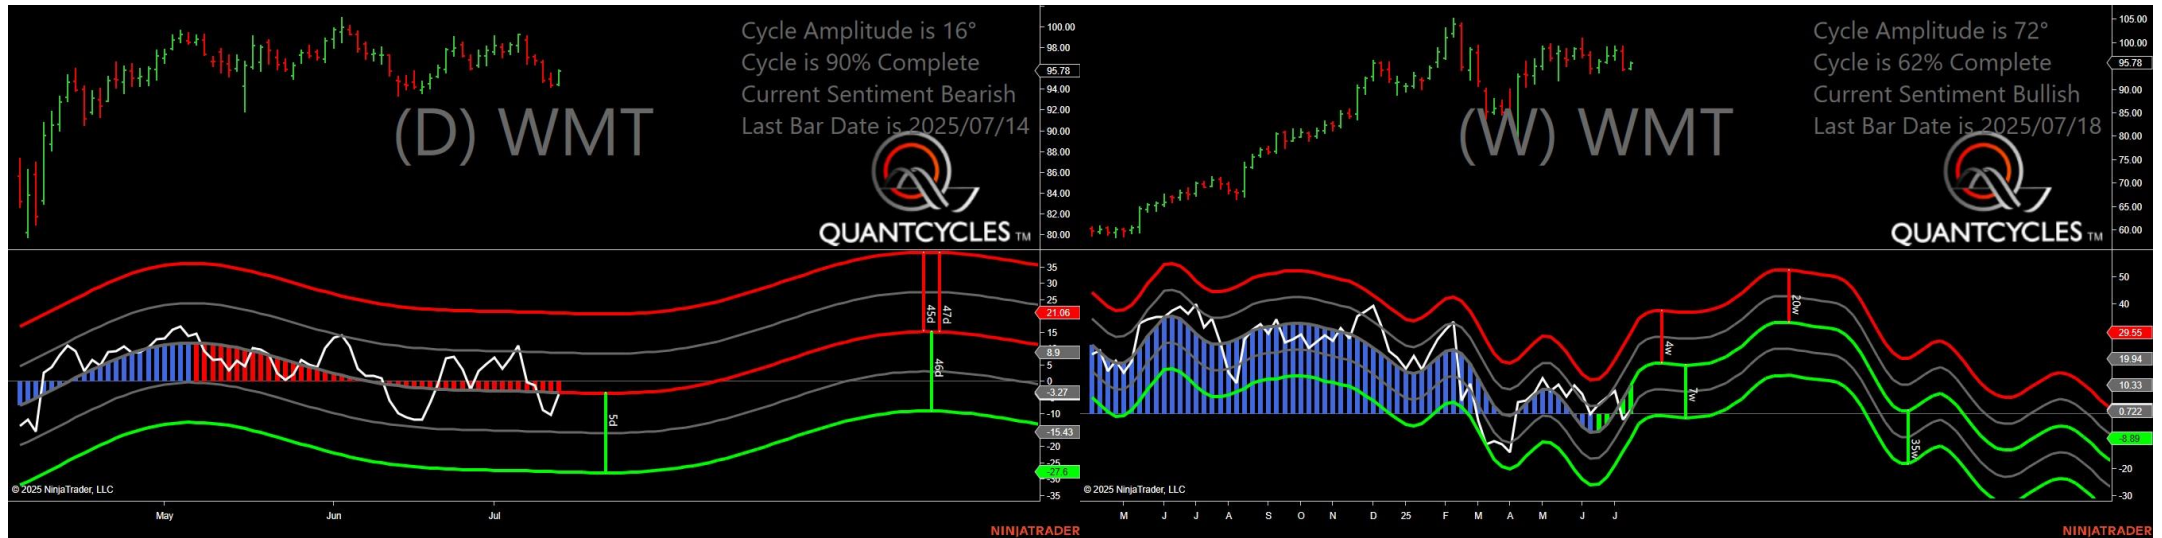 Cycle Amplitude is 16°
Cycle is 90% Complete
Current Sentiment Bearish
Last Bar Date is 2025/07/14
(D) WMT
QUANTCYCLES TM
100.00
98.00
95.78
94.00
92.00
90.00
88.00
86.00
84.00
82.00
80.00
35
30
25
21.06
15
10
8.9
5
0
-3.27
-10
-15.43
-20
-25
-27.6
-30
-35
45d
47d
46d
5d
© 2025 NinjaTrader, LLC
May
Jun
Jul
NINJATRADER
Cycle Amplitude is 72°
Cycle is 62% Complete
Current Sentiment Bullish
Last Bar Date is 2025/07/18
(W) WMT
QUANTCYCLES TM
105.00
100.00
95.78
90.00
85.00
80.00
75.00
70.00
65.00
60.00
50
40
29.55
19.94
10.33
0.722
-8.89
-20
-30
4w
7w
20w
35w
© 2025 NinjaTrader, LLC
M
J
J
A
S
O
N
D
25
F
M
A
M
J
J
NINJATRADER